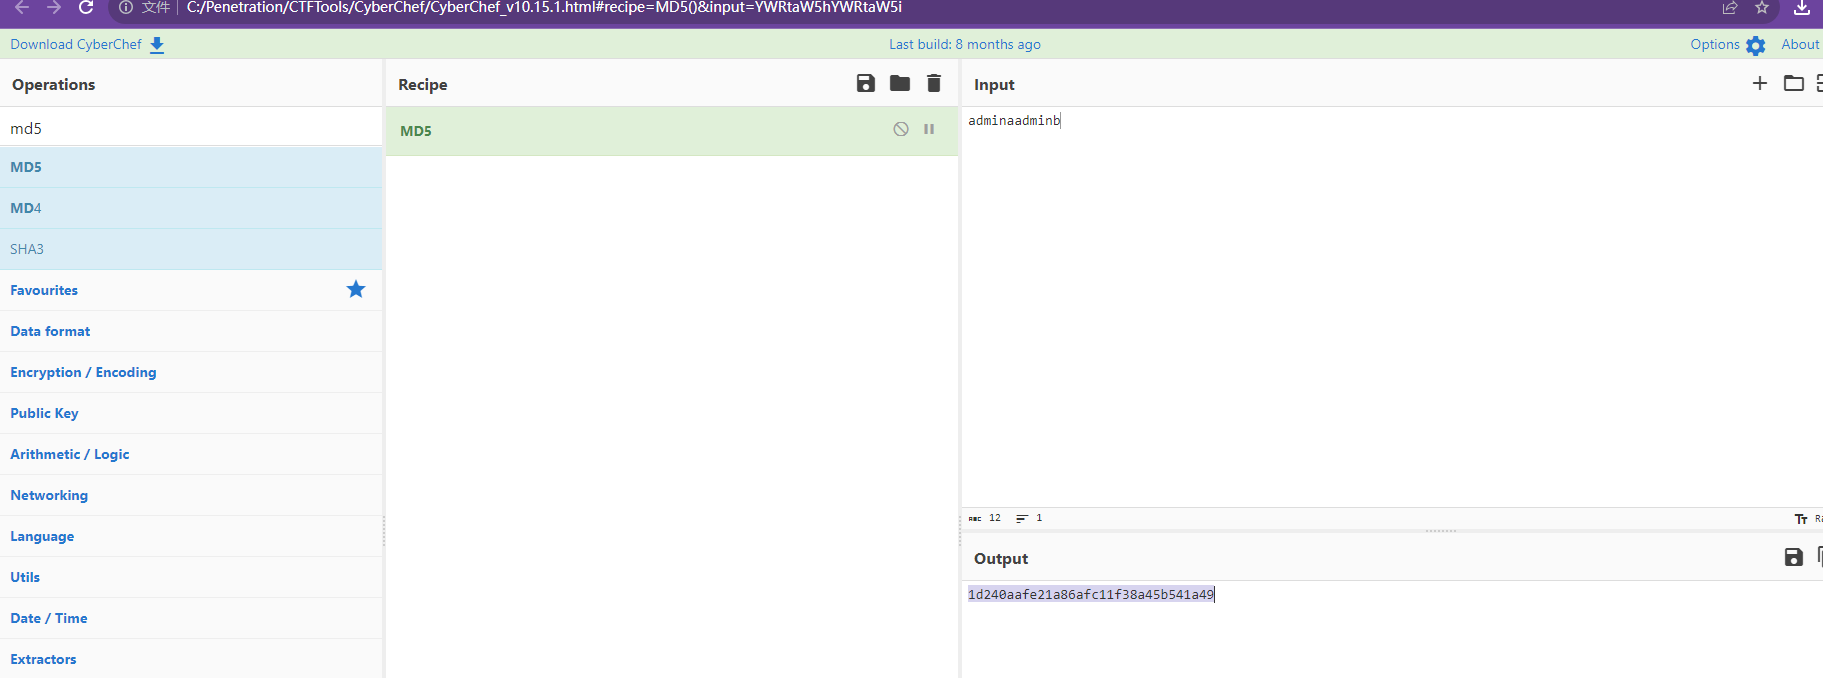 文件 C:/Penetration/CTFTools/CyberChef/CyberChef_v10.15.1.html#recipe=MD5()&input=YWRtaW5hYWRtaW5i
Download CyberChef Last build: 8 months ago Options About
Operations
md5
MD5
MD4
SHA3
Favourites
Data format
Encryption / Encoding
Public Key
Arithmetic / Logic
Networking
Language
Utils
Date / Time
Extractors
Recipe
MD5
Input
adminaadminb
ABC 12 1 Tt
Output
1d240aafe21a86afc11f38a45b541a49